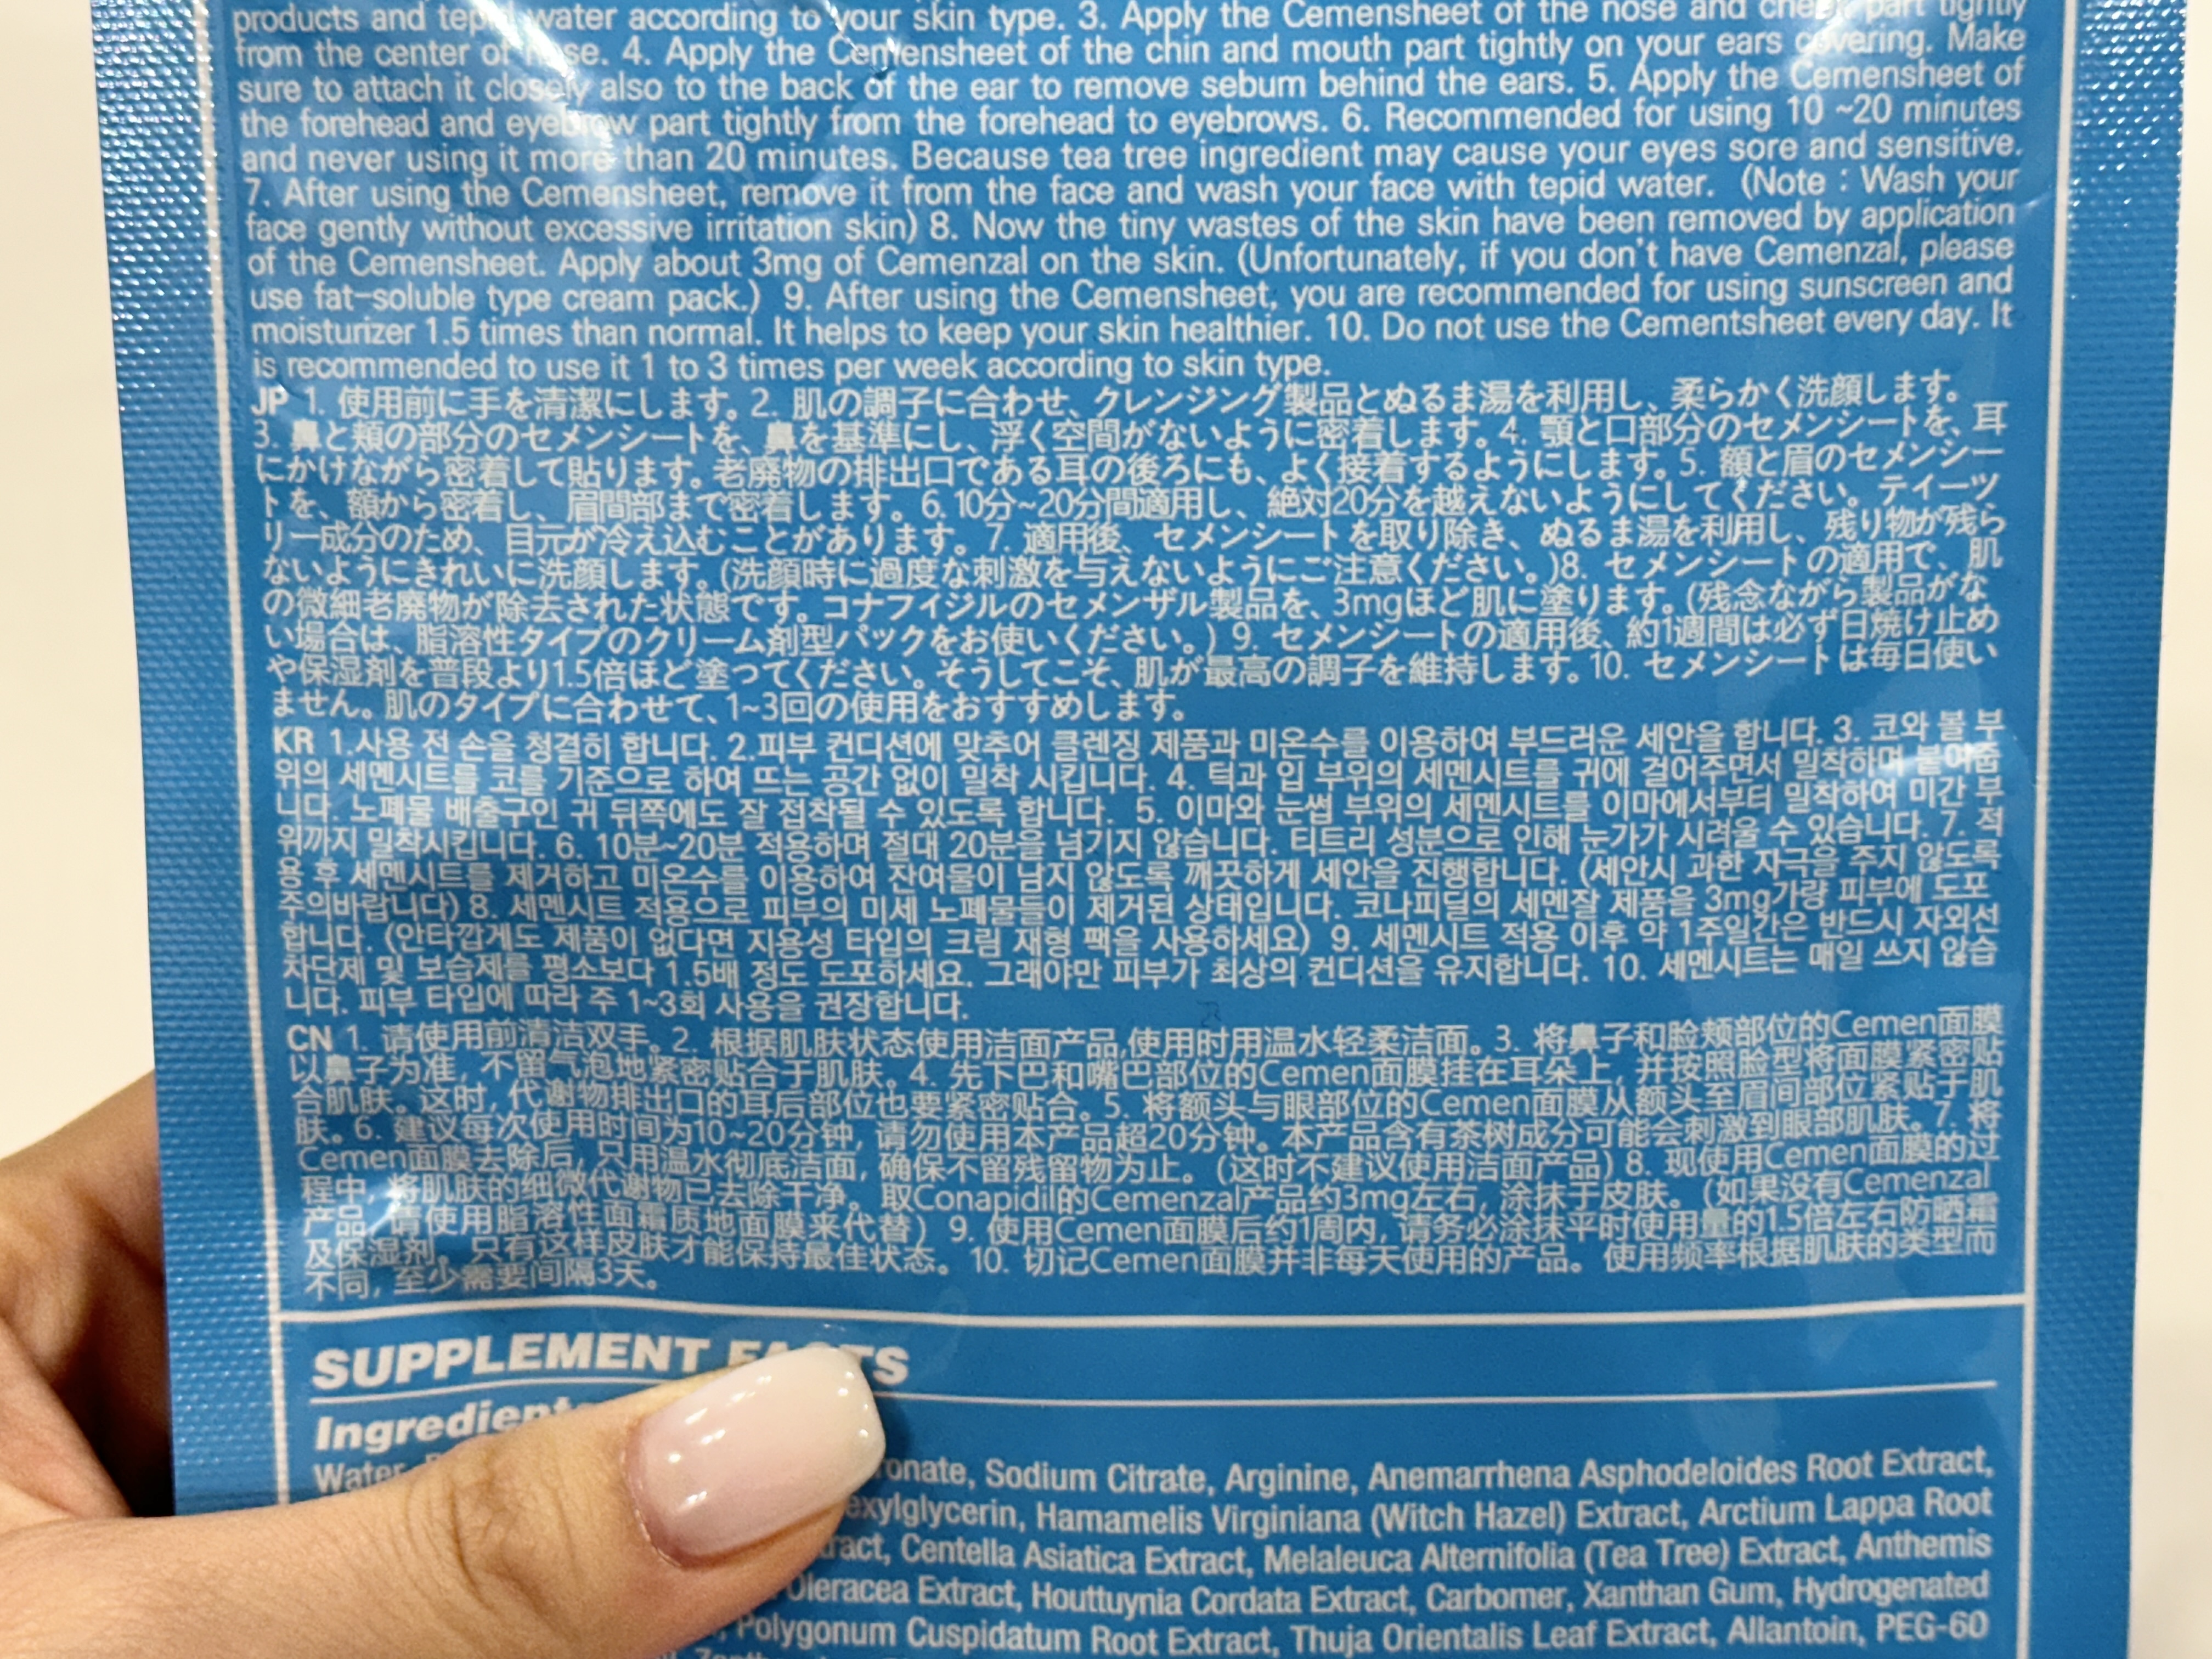 products and tepid water according to your skin type. 3. Apply the Cemensheet of the nose and cheek part tightly
from the center of nose. 4. Apply the Cemensheet of the chin and mouth part tightly on your ears covering. Make
sure to attach it closely also to the back of the ear to remove sebum behind the ears. 5. Apply the Cemensheet of
the forehead and eyebrow part tightly from the forehead to eyebrows. 6. Recommended for using 10 ~20 minutes
and never using it more than 20 minutes. Because tea tree ingredient may cause your eyes sore and sensitive.
7. After using the Cemensheet, remove it from the face and wash your face with tepid water. (Note : Wash your
face gently without excessive irritation skin) 8. Now the tiny wastes of the skin have been removed by application
of the Cemensheet. Apply about 3mg of Cemenzal on the skin. (Unfortunately, if you don't have Cemenzal, please
use fat-soluble type cream pack.) 9. After using the Cemensheet, you are recommended for using sunscreen and
moisturizer 1.5 times than normal. It helps to keep your skin healthier. 10. Do not use the Cementsheet every day. It
is recommended to use it 1 to 3 times per week according to skin type.
JP 1. 使用前に手を清潔にします。2. 肌の調子に合わせ、クレンジング製品とぬるま湯を利用し、柔らかく洗顔します。
3. 鼻と頬の部分のセメンシートを、鼻を基準にし、浮く空間がないように密着します。4. 顎と口部分のセメンシートを、耳
にかけながら密着して貼ります。老廃物の排出口である耳の後ろにも、よく接着するようにします。5. 額と眉のセメンシー
トを、額から密着し、眉間部まで密着します。6. 10分~20分間適用し、絶対20分を越えないようにしてください。テイーツ
リー成分のため、目元が冷え込むことがあります。7. 適用後、セメンシートを取り除き、ぬるま湯を利用し、残り物が残ら
ないようにきれいに洗顔します。(洗顔時に過度な刺激を与えないようにご注意ください。)8. セメンシートの適用で、肌
の微細老廃物が除去された状態です。コナフイジルのセメンザル製品を、3mgほど肌に塗ります。(残念ながら製品がな
い場合は、脂溶性タイプのクリーム剤型パックをお使いください。) 9. セメンシートの適用後、約1週間は必ず日焼け止め
や保湿剤を普段より1.5倍ほど塗ってください。そうしてこそ、肌が最高の調子を維持します。10. セメンシートは毎日使い
ません。肌のタイプに合わせて、1~3回の使用をおすすめします。
KR 1.사용 전 손을 청결히 합니다. 2.피부 컨디션에 맞추어 클렌징 제품과 미온수를 이용하여 부드러운 세안을 합니다. 3. 코와 볼 부
위의 세멘시트를 코를 기준으로 하여 뜨는 공간 없이 밀착 시킵니다. 4. 턱과 입 부위의 세멘시트를 귀에 걸어주면서 밀착하며 붙여줍
니다. 노폐물 배출구인 귀 뒤쪽에도 잘 접착될 수 있도록 합니다. 5. 이마와 눈썹 부위의 세멘시트를 이마에서부터 밀착하여 미간 부
위까지 밀착시킵니다. 6. 10분~20분 적용하며 절대 20분을 넘기지 않습니다. 티트리 성분으로 인해 눈가가 시려울 수 있습니다. 7. 적
용 후 세멘시트를 제거하고 미온수를 이용하여 잔여물이 남지 않도록 깨끗하게 세안을 진행합니다. (세안시 과한 자극을 주지 않도록
주의바랍니다) 8. 세멘시트 적용으로 피부의 미세 노폐물들이 제거된 상태입니다. 코나피딜의 세멘잘 제품을 3mg가량 피부에 도포
합니다. (안타깝게도 제품이 없다면 지용성 타입의 크림 재형 팩을 사용하세요) 9. 세멘시트 적용 이후 약 1주일간은 반드시 자외선
차단제 및 보습제를 평소보다 1.5배 정도 도포하세요. 그래야만 피부가 최상의 컨디션을 유지합니다. 10. 세멘시트는 매일 쓰지 않습
니다. 피부 타입에 따라 주 1~3회 사용을 권장합니다.
CN 1. 请使用前清洁双手。2. 根据肌肤状态使用洁面产品,使用时用温水轻柔洁面。3. 将鼻子和脸颊部位的Cemen面膜
以鼻子为准, 不留气泡地紧密贴合于肌肤。4. 先下巴和嘴巴部位的Cemen面膜挂在耳朵上, 并按照脸型将面膜紧密贴
合肌肤。这时, 代谢物排出口的耳后部位也要紧密贴合。5. 将额头与眼部位的Cemen面膜从额头至眉间部位紧贴于肌
肤。6. 建议每次使用时间为10~20分钟, 请勿使用本产品超20分钟。本产品含有茶树成分可能会刺激到眼部肌肤。7. 将
Cemen面膜去除后, 只用温水彻底洁面, 确保不留残留物为止。(这时不建议使用洁面产品) 8. 现使用Cemen面膜的过
程中, 将肌肤的细微代谢物已去除干净。取Conapidil的Cemenzal产品约3mg左右, 涂抹于皮肤。(如果没有Cemenzal
产品, 请使用脂溶性面霜质地面膜来代替) 9. 使用Cemen面膜后约1周内, 请务必涂抹平时使用量的1.5倍左右防晒霜
及保湿剂。只有这样皮肤才能保持最佳状态。10. 切记Cemen面膜并非每天使用的产品。使用频率根据肌肤的类型而
不同, 至少需要间隔3天。
SUPPLEMENT FACTS
Ingredients
Water, Sodium Citrate, Arginine, Anemarrhena Asphodeloides Root Extract,
Hamamelis Virginiana (Witch Hazel) Extract, Arctium Lappa Root
Centella Asiatica Extract, Melaleuca Alternifolia (Tea Tree) Extract, Anthemis
Oleracea Extract, Houttuynia Cordata Extract, Carbomer, Xanthan Gum, Hydrogenated
Polygonum Cuspidatum Root Extract, Thuja Orientalis Leaf Extract, Allantoin, PEG-60